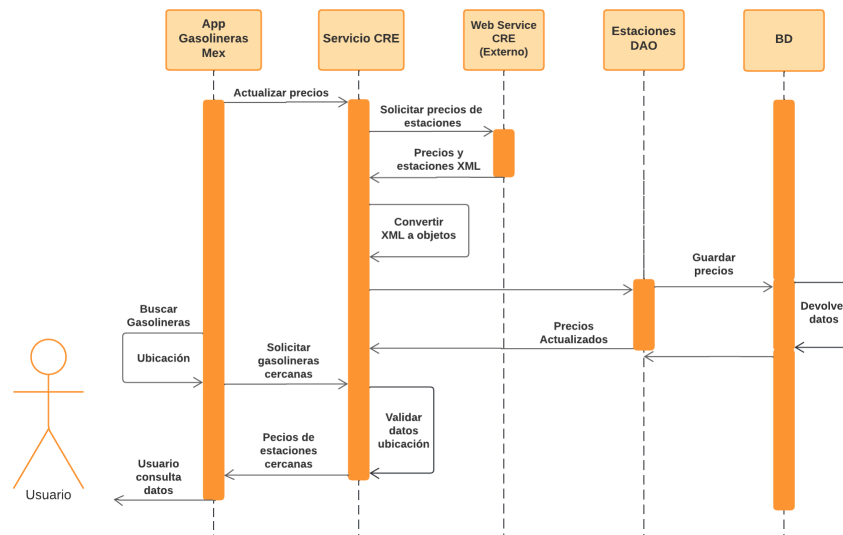 App
Gasolineras
Mex
Servicio CRE
Web Service
CRE
(Externo)
Estaciones
DAO
BD
Actualizar precios
Solicitar precios de
estaciones
Precios y
estaciones XML
Convertir
XML a objetos
Guardar
precios
Devolve
datos
Buscar
Gasolineras
Ubicación
Precios
Actualizados
Solicitar
gasolineras
cercanas
Validar
datos
ubicación
Pecios de
estaciones
cercanas
Usuario
consulta
datos
Usuario